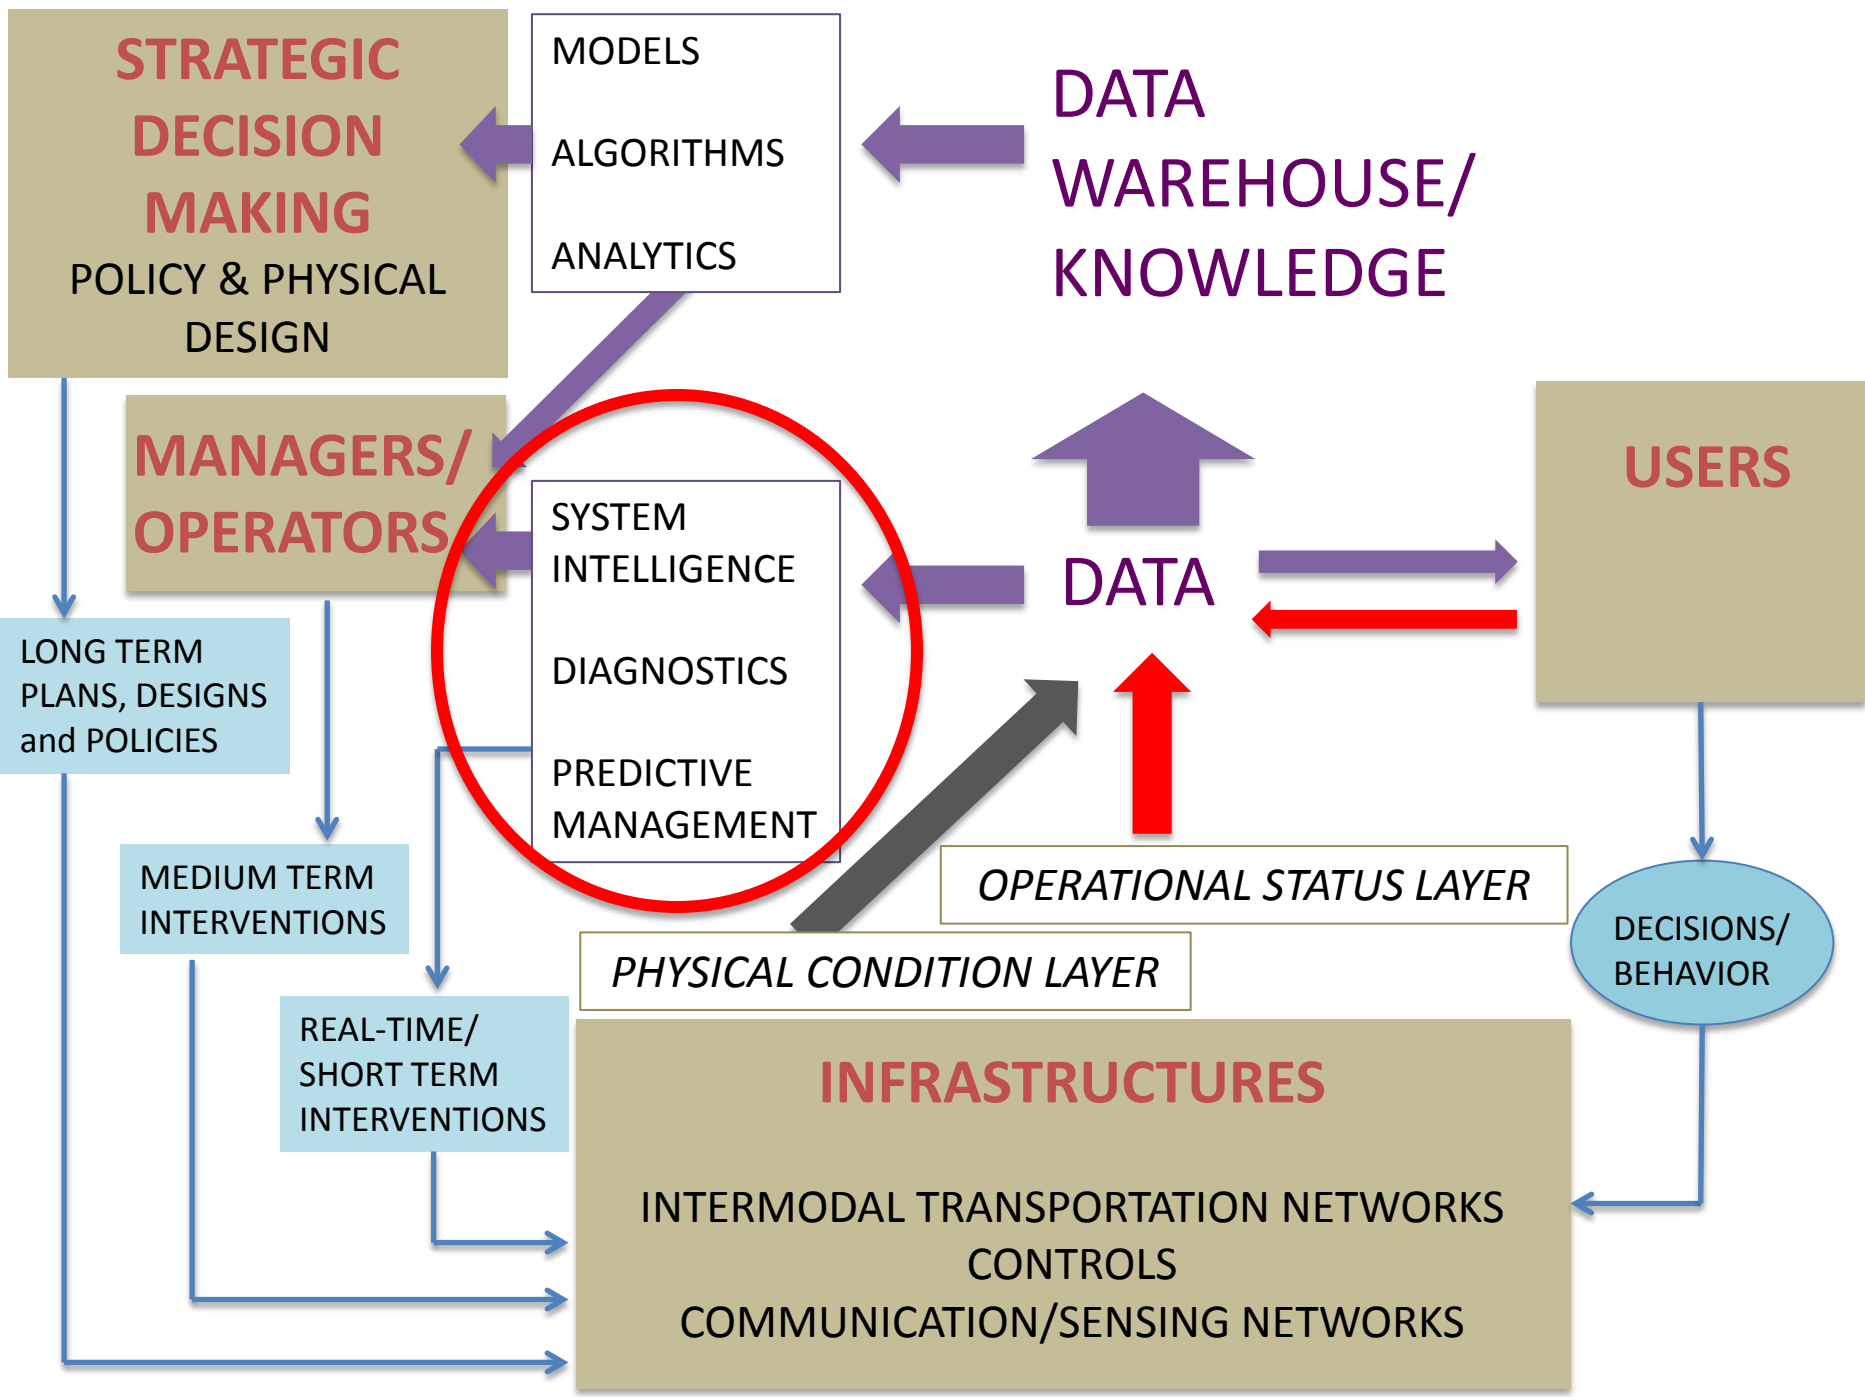 STRATEGIC
DECISION
MAKING
POLICY & PHYSICAL
DESIGN
MODELS
ALGORITHMS
ANALYTICS
DATA
WAREHOUSE/
KNOWLEDGE
MANAGERS/
OPERATORS
SYSTEM
INTELLIGENCE
DIAGNOSTICS
PREDICTIVE
MANAGEMENT
DATA
USERS
LONG TERM
PLANS, DESIGNS
and POLICIES
MEDIUM TERM
INTERVENTIONS
REAL-TIME/
SHORT TERM
INTERVENTIONS
OPERATIONAL STATUS LAYER
PHYSICAL CONDITION LAYER
DECISIONS/
BEHAVIOR
INFRASTRUCTURES
INTERMODAL TRANSPORTATION NETWORKS
CONTROLS
COMMUNICATION/SENSING NETWORKS